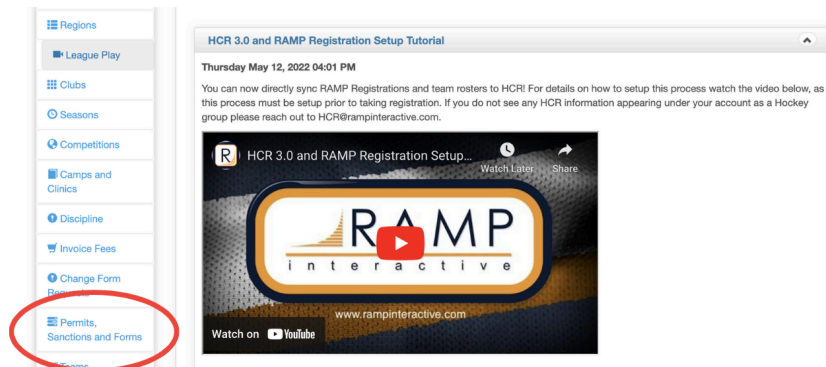 Regions
League Play
Clubs
Seasons
Competitions
Camps and
Clinics
Discipline
Invoice Fees
Change Form
Requests
Permits,
Sanctions and Forms
Teams
HCR 3.0 and RAMP Registration Setup Tutorial
Thursday May 12, 2022 04:01 PM
You can now directly sync RAMP Registrations and team rosters to HCR! For details on how to setup this process watch the video below, as
this process must be setup prior to taking registration. If you do not see any HCR information appearing under your account as a Hockey
group please reach out to HCR@rampinteractive.com.
R HCR 3.0 and RAMP Registration Setup...
Watch Later Share
RAMP
interactive
www.rampinteractive.com
Watch on YouTube